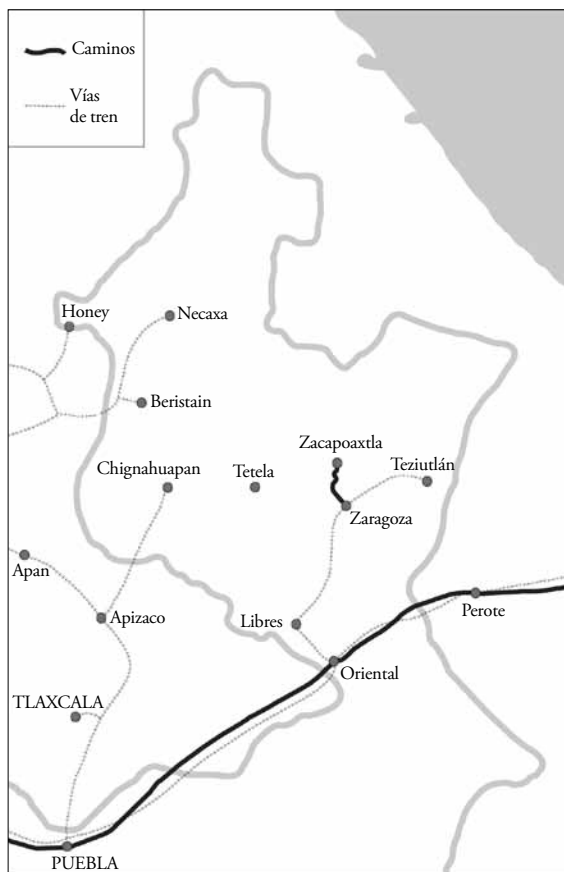 Caminos
Vías
de tren
Honey
Necaxa
Beristain
Zacapoaxtla
Chignahuapan
Tetela
Teziutlán
Zaragoza
Apan
Apizaco
Libres
Perote
Oriental
TLAXCALA
PUEBLA